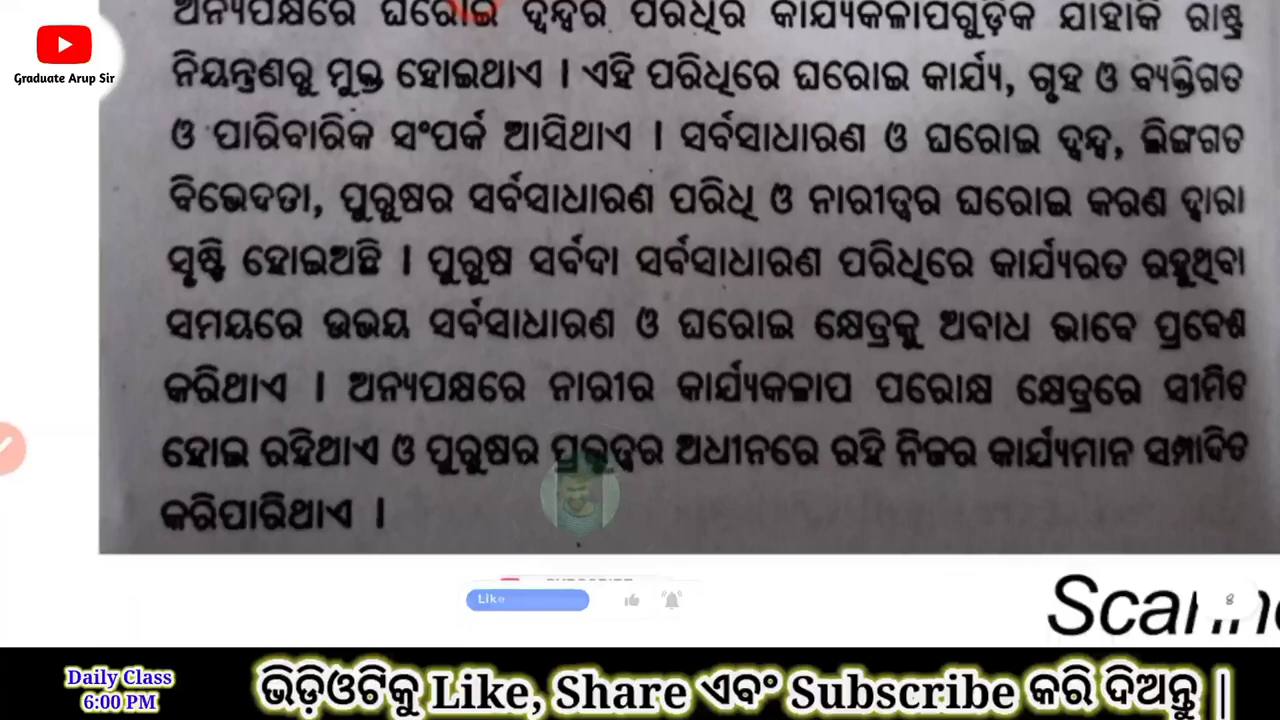 ଅନ୍ୟପକ୍ଷରେ ଘରୋଇ ଦ୍ୱନ୍ଦ୍ୱର ପରିଧିର କାର୍ଯ୍ୟକଳାପଗୁଡ଼ିକ ଯାହାକି ରାଷ୍ଟ୍ର
Graduate Arup Sir
ନିୟନ୍ତ୍ରଣରୁ ମୁକ୍ତ ହୋଇଥାଏ । ଏହି ପରିଧିରେ ଘରୋଇ କାର୍ଯ୍ୟ, ଗୃହ ଓ ବ୍ୟକ୍ତିଗତ
ଓ ପାରିବାରିକ ସଂପର୍କ ଆସିଥାଏ । ସର୍ବସାଧାରଣ ଓ ଘରୋଇ ଦ୍ୱନ୍ଦ୍ୱ, ଲିଙ୍ଗଗତ
ବିଭେଦତା, ପୁରୁଷର ସର୍ବସାଧାରଣ ପରିଧି ଓ ନାରୀତ୍ୱର ଘରୋଇ କରଣ ଦ୍ୱାରା
ସୃଷ୍ଟି ହୋଇଅଛି । ପୁରୁଷ ସର୍ବଦା ସର୍ବସାଧାରଣ ପରିଧିରେ କାର୍ଯ୍ୟରତ ରହୁଥିବା
ସମୟରେ ଉଭୟ ସର୍ବସାଧାରଣ ଓ ଘରୋଇ କ୍ଷେତ୍ରକୁ ଅବାଧ ଭାବେ ପ୍ରବେଶ
କରିଥାଏ । ଅନ୍ୟପକ୍ଷରେ ନାରୀର କାର୍ଯ୍ୟକଳାପ ପରୋକ୍ଷ କ୍ଷେତ୍ରରେ ସୀମିତ
ହୋଇ ରହିଥାଏ ଓ ପୁରୁଷର ପ୍ରଭୁତ୍ୱର ଅଧୀନରେ ରହି ନିଜର କାର୍ଯ୍ୟମାନ ସମ୍ପାଦିତ
କରିପାରିଥାଏ ।
Like
Daily Class
6:00 PM
ଭିଡ଼ିଓଟିକୁ Like, Share ଏବଂ Subscribe କରି ଦିଅନ୍ତୁ |